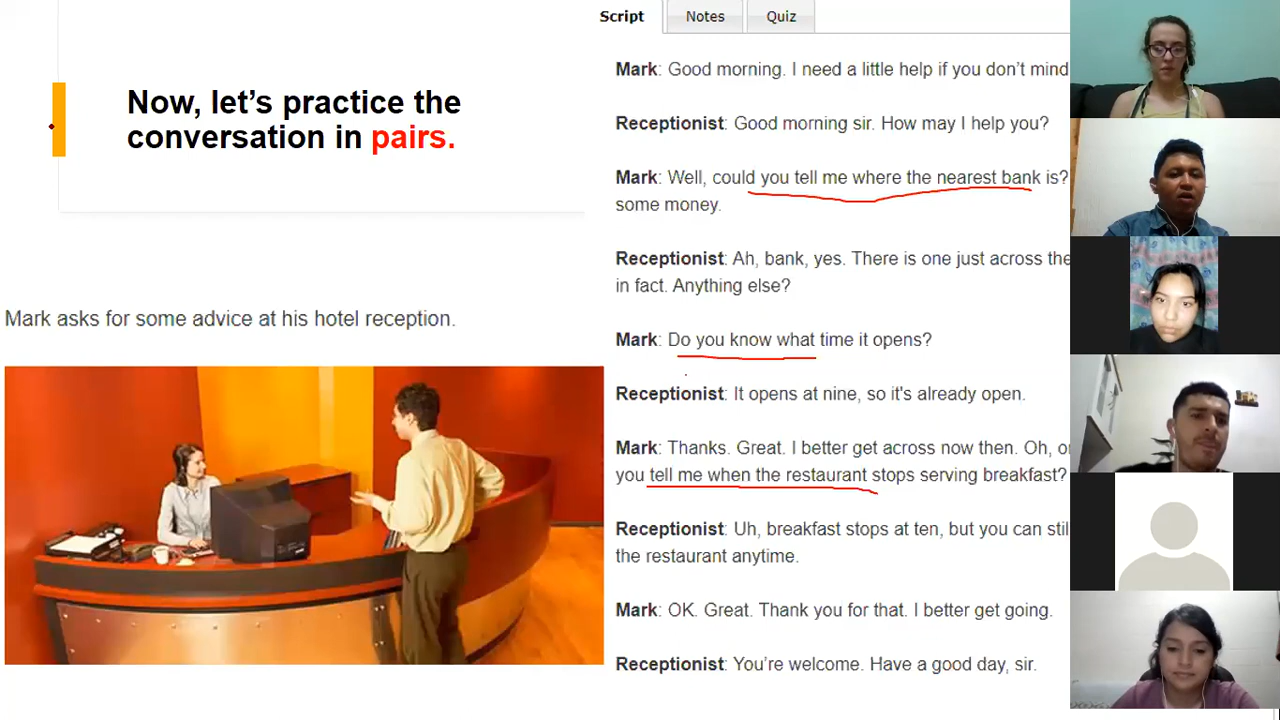 Now, let's practice the
conversation in pairs.
Mark asks for some advice at his hotel reception.
Script Notes Quiz
Mark: Good morning. I need a little help if you don't mind
Receptionist: Good morning sir. How may I help you?
Mark: Well, could you tell me where the nearest bank is?
some money.
Receptionist: Ah, bank, yes. There is one just across the
in fact. Anything else?
Mark: Do you know what time it opens?
Receptionist: It opens at nine, so it's already open.
Mark: Thanks. Great. I better get across now then. Oh,
you tell me when the restaurant stops serving breakfast?
Receptionist: Uh, breakfast stops at ten, but you can
the restaurant anytime.
Mark: OK. Great. Thank you for that. I better get going.
Receptionist: You're welcome. Have a good day, sir.